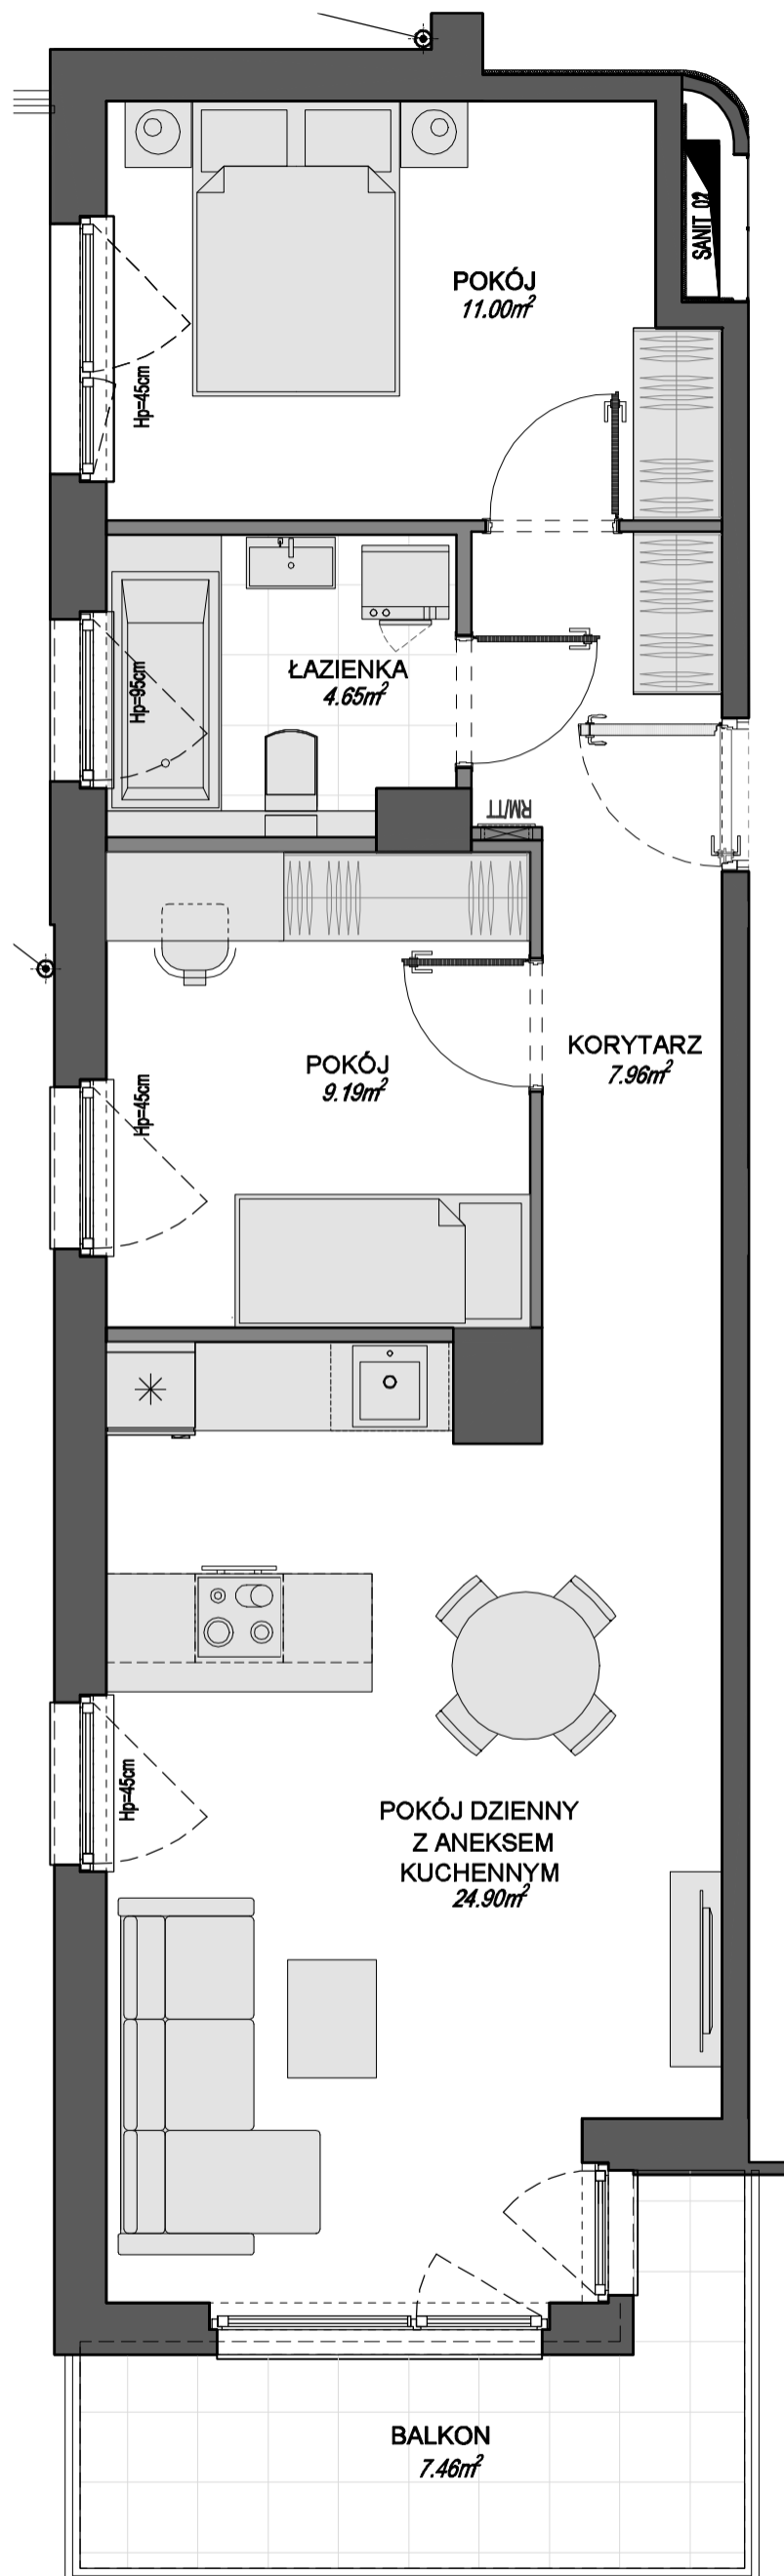 SANIT 02
POKÓJ
11.00m²
Hp=45cm
ŁAZIENKA
4.65m²
Hp=95cm
RM/TT
KORYTARZ
7.96m²
POKÓJ
9.19m²
Hp=45cm
Hp=45cm
POKÓJ DZIENNY
Z ANEKSEM
KUCHENNYM
24.90m²
BALKON
7.46m²